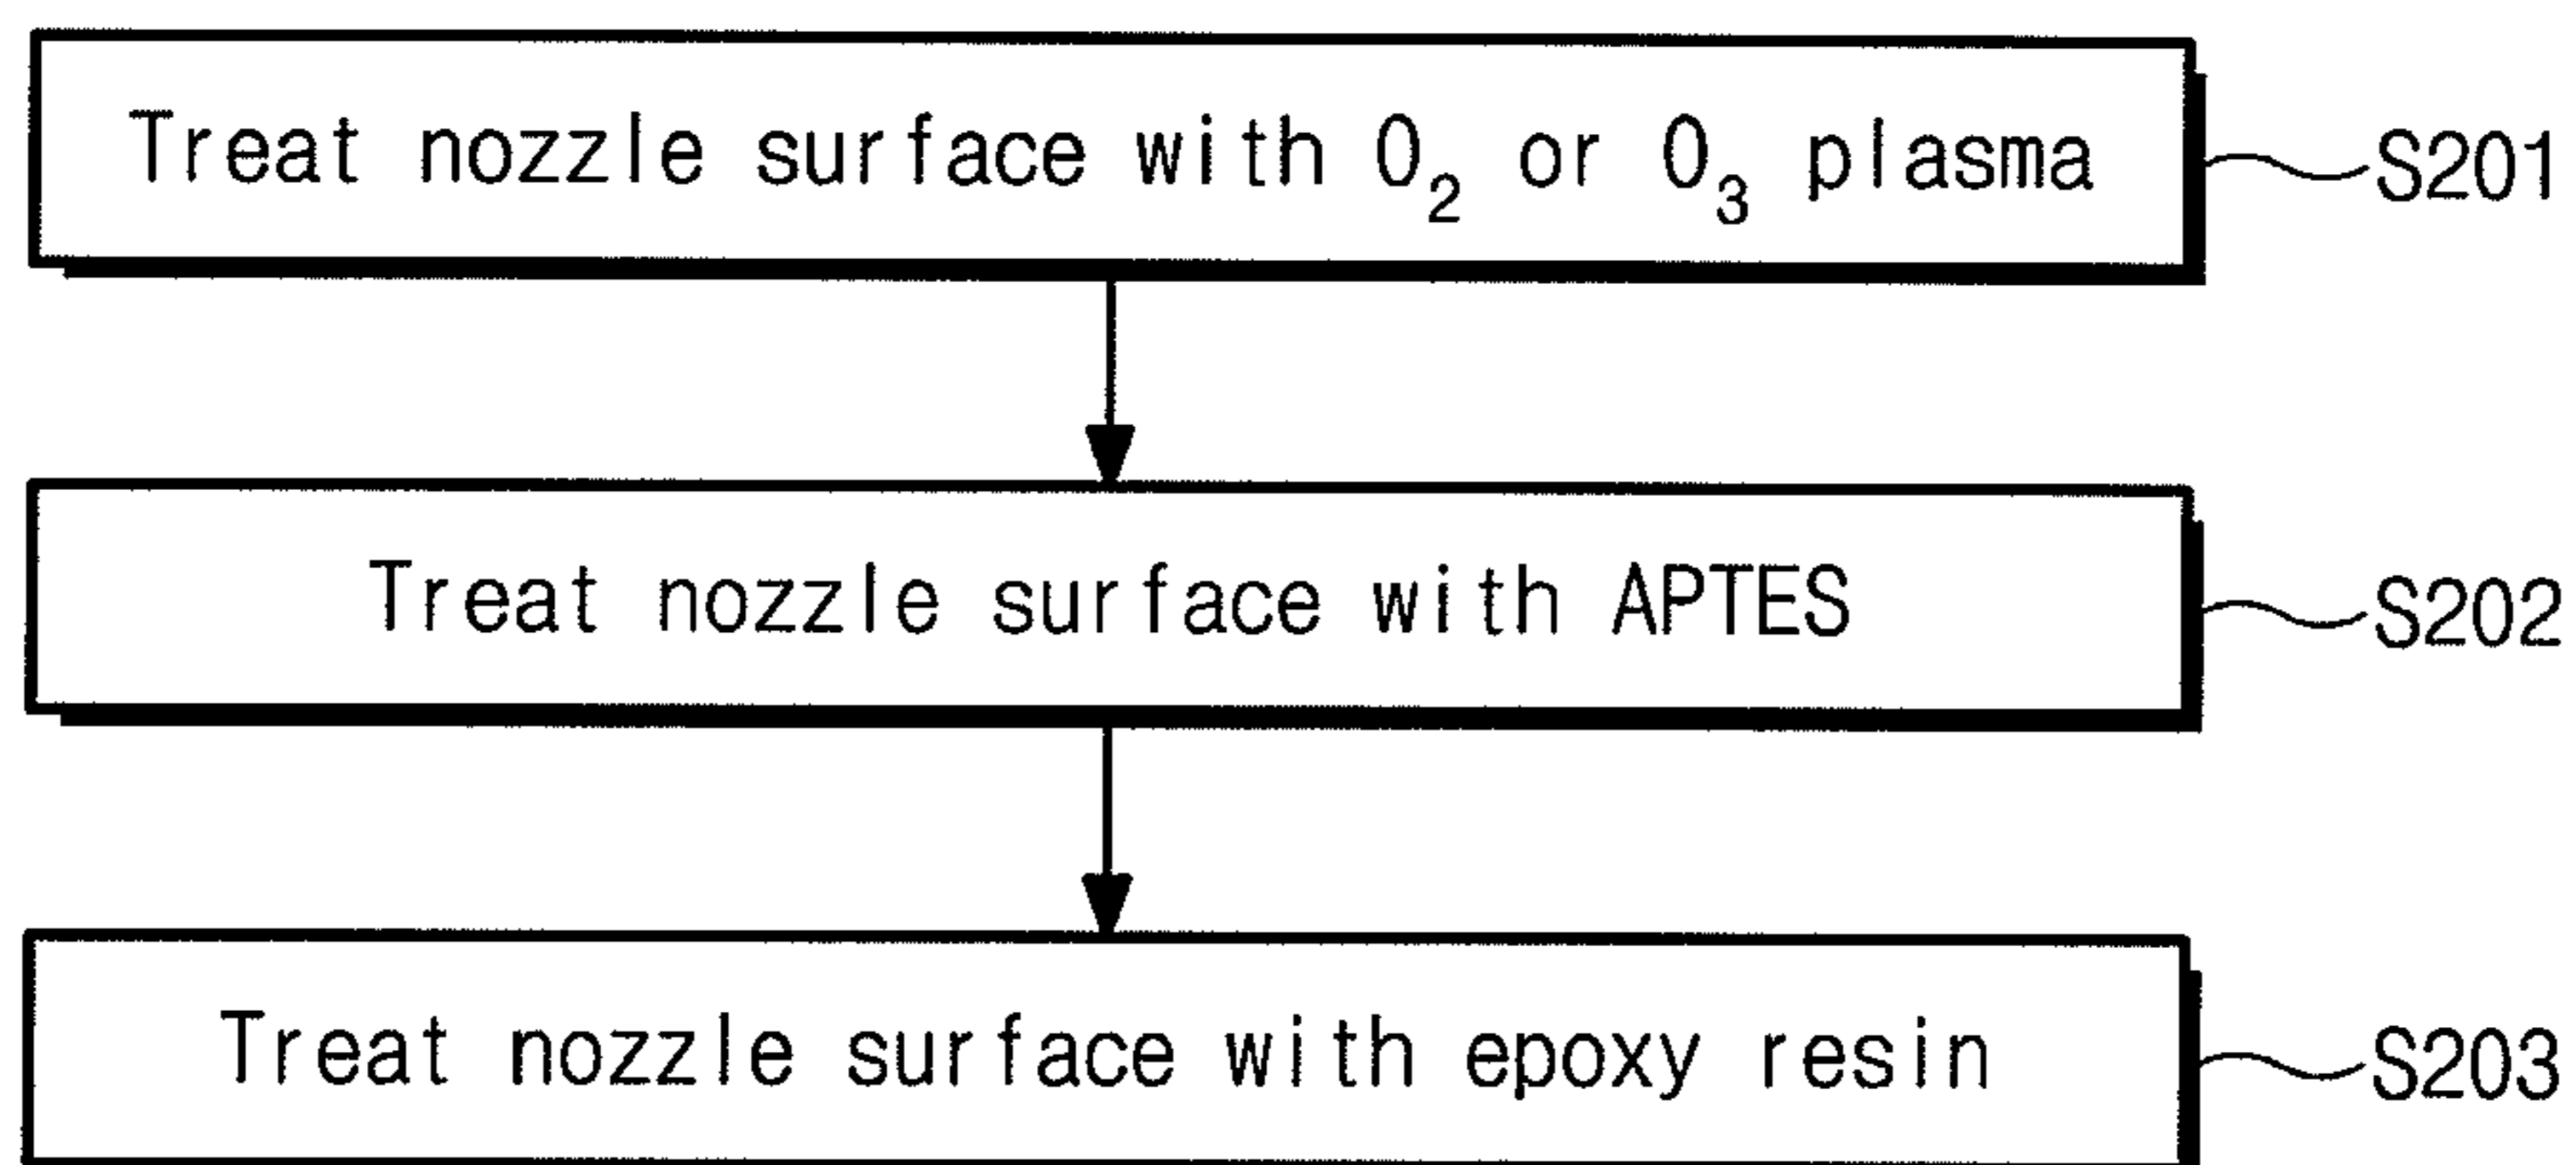 Treat nozzle surface with O₂ or O₃ plasma
S201
Treat nozzle surface with APTES
S202
Treat nozzle surface with epoxy resin
S203